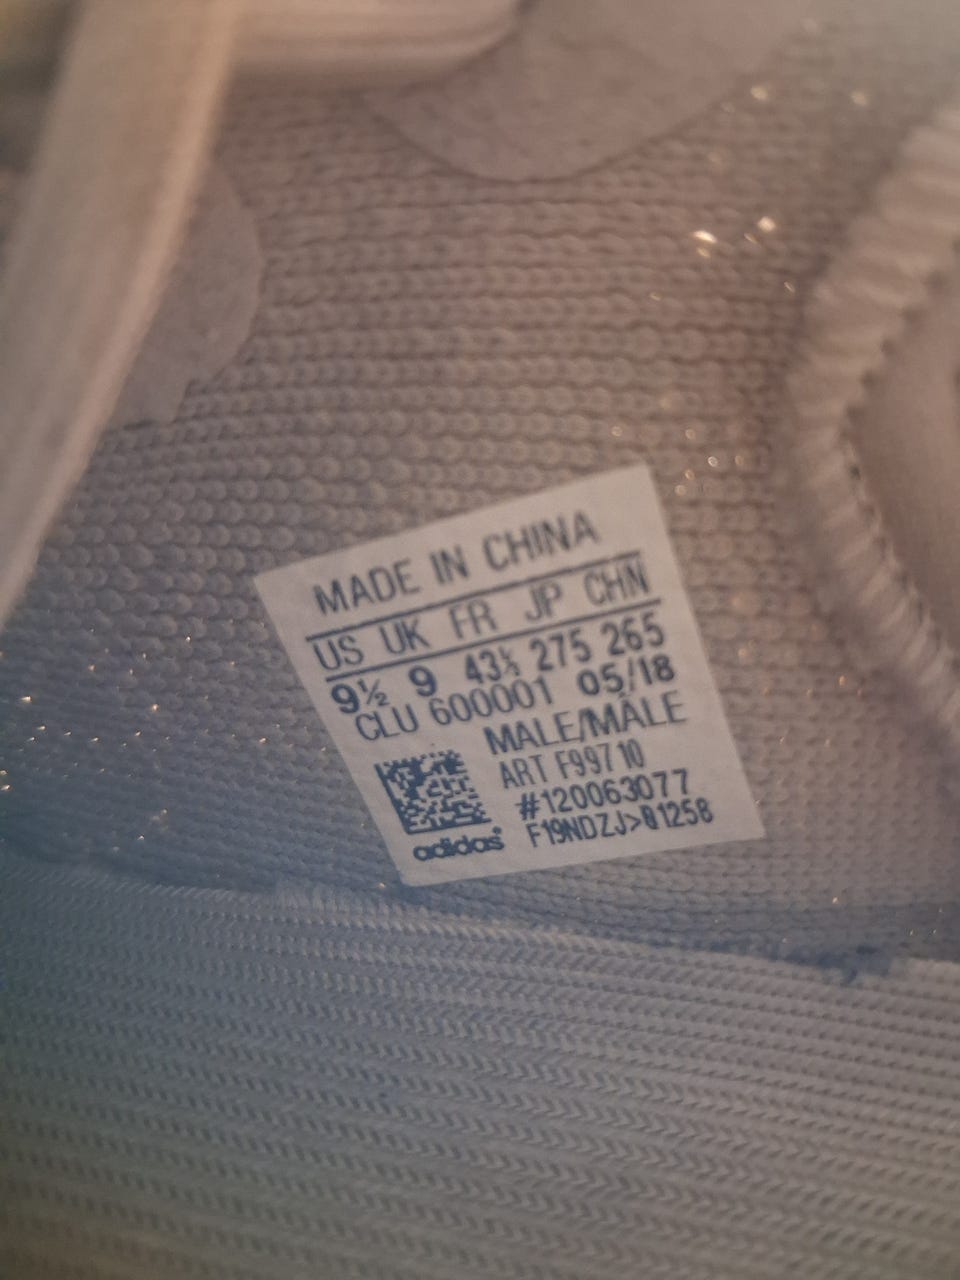 MADE IN CHINA
US UK FR JP CHN
9½ 9 43⅓ 275 265
CLU 600001 05/18
MALE/MÂLE
ART F99710
#120063077
F19NDZJ>Q1258
adidas®